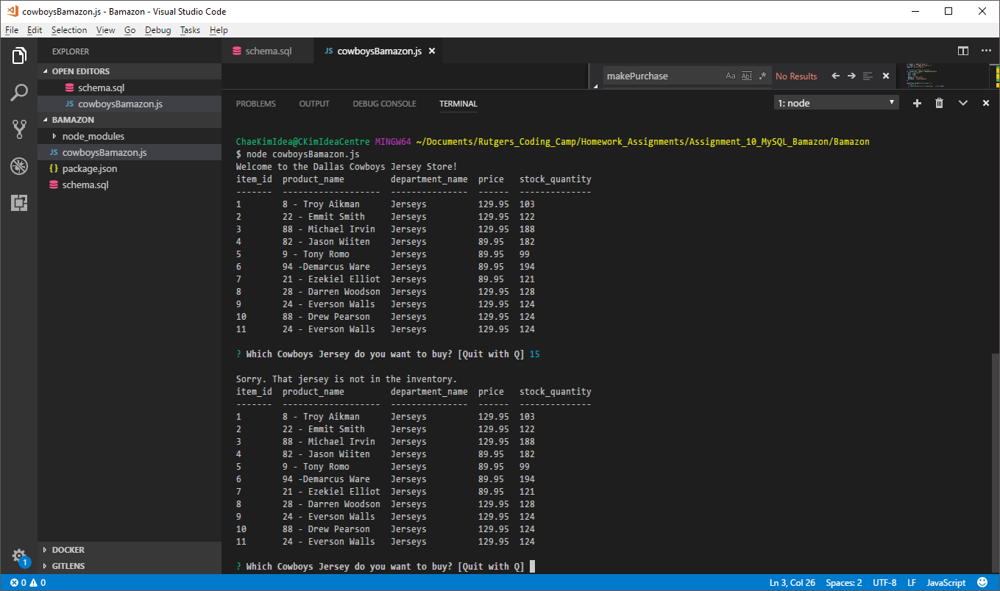 cowboysBamazon.js - Bamazon - Visual Studio Code
File Edit Selection View Go Debug Tasks Help
EXPLORER
OPEN EDITORS
schema.sql
JS cowboysBamazon.js
BAMAZON
node_modules
JS cowboysBamazon.js
{} package.json
schema.sql
DOCKER
GITLENS
1
schema.sql JS cowboysBamazon.js
makePurchase Aa Abl .* No Results
PROBLEMS OUTPUT DEBUG CONSOLE TERMINAL 1: node
ChaeKimIdea@CKimIdeaCentre MINGW64 ~/Documents/Rutgers_Coding_Camp/Homework_Assignments/Assignment_10_MySQL_Bamazon/Bamazon
$ node cowboysBamazon.js
Welcome to the Dallas Cowboys Jersey Store!
item_id product_name department_name price stock_quantity
------- ------------------- --------------- ------ --------------
1 8 - Troy Aikman Jerseys 129.95 103
2 22 - Emmit Smith Jerseys 129.95 122
3 88 - Michael Irvin Jerseys 129.95 188
4 82 - Jason Wiiten Jerseys 89.95 182
5 9 - Tony Romo Jerseys 89.95 99
6 94 -Demarcus Ware Jerseys 89.95 194
7 21 - Ezekiel Elliot Jerseys 89.95 121
8 28 - Darren Woodson Jerseys 129.95 128
9 24 - Everson Walls Jerseys 129.95 124
10 88 - Drew Pearson Jerseys 129.95 124
11 24 - Everson Walls Jerseys 129.95 124
? Which Cowboys Jersey do you want to buy? [Quit with Q] 15
Sorry. That jersey is not in the inventory.
item_id product_name department_name price stock_quantity
------- ------------------- --------------- ------ --------------
1 8 - Troy Aikman Jerseys 129.95 103
2 22 - Emmit Smith Jerseys 129.95 122
3 88 - Michael Irvin Jerseys 129.95 188
4 82 - Jason Wiiten Jerseys 89.95 182
5 9 - Tony Romo Jerseys 89.95 99
6 94 -Demarcus Ware Jerseys 89.95 194
7 21 - Ezekiel Elliot Jerseys 89.95 121
8 28 - Darren Woodson Jerseys 129.95 128
9 24 - Everson Walls Jerseys 129.95 124
10 88 - Drew Pearson Jerseys 129.95 124
11 24 - Everson Walls Jerseys 129.95 124
? Which Cowboys Jersey do you want to buy? [Quit with Q]
0 0 Ln 3, Col 26 Spaces: 2 UTF-8 LF JavaScript